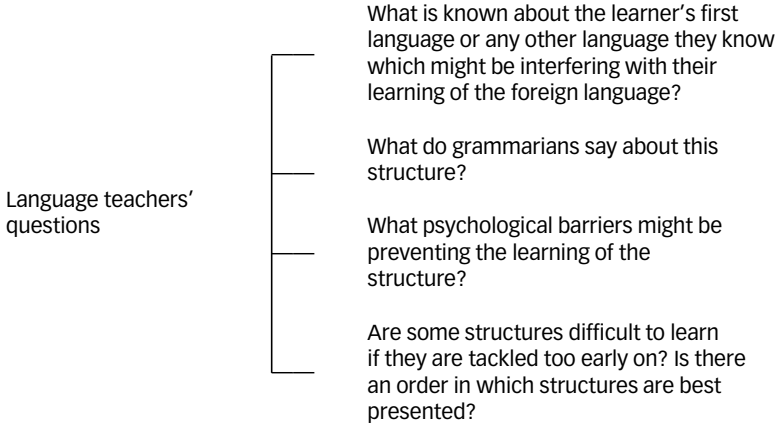 What is known about the learner’s first
language or any other language they know
which might be interfering with their
learning of the foreign language?
What do grammarians say about this
structure?
Language teachers’
questions
What psychological barriers might be
preventing the learning of the
structure?
Are some structures difficult to learn
if they are tackled too early on? Is there
an order in which structures are best
presented?